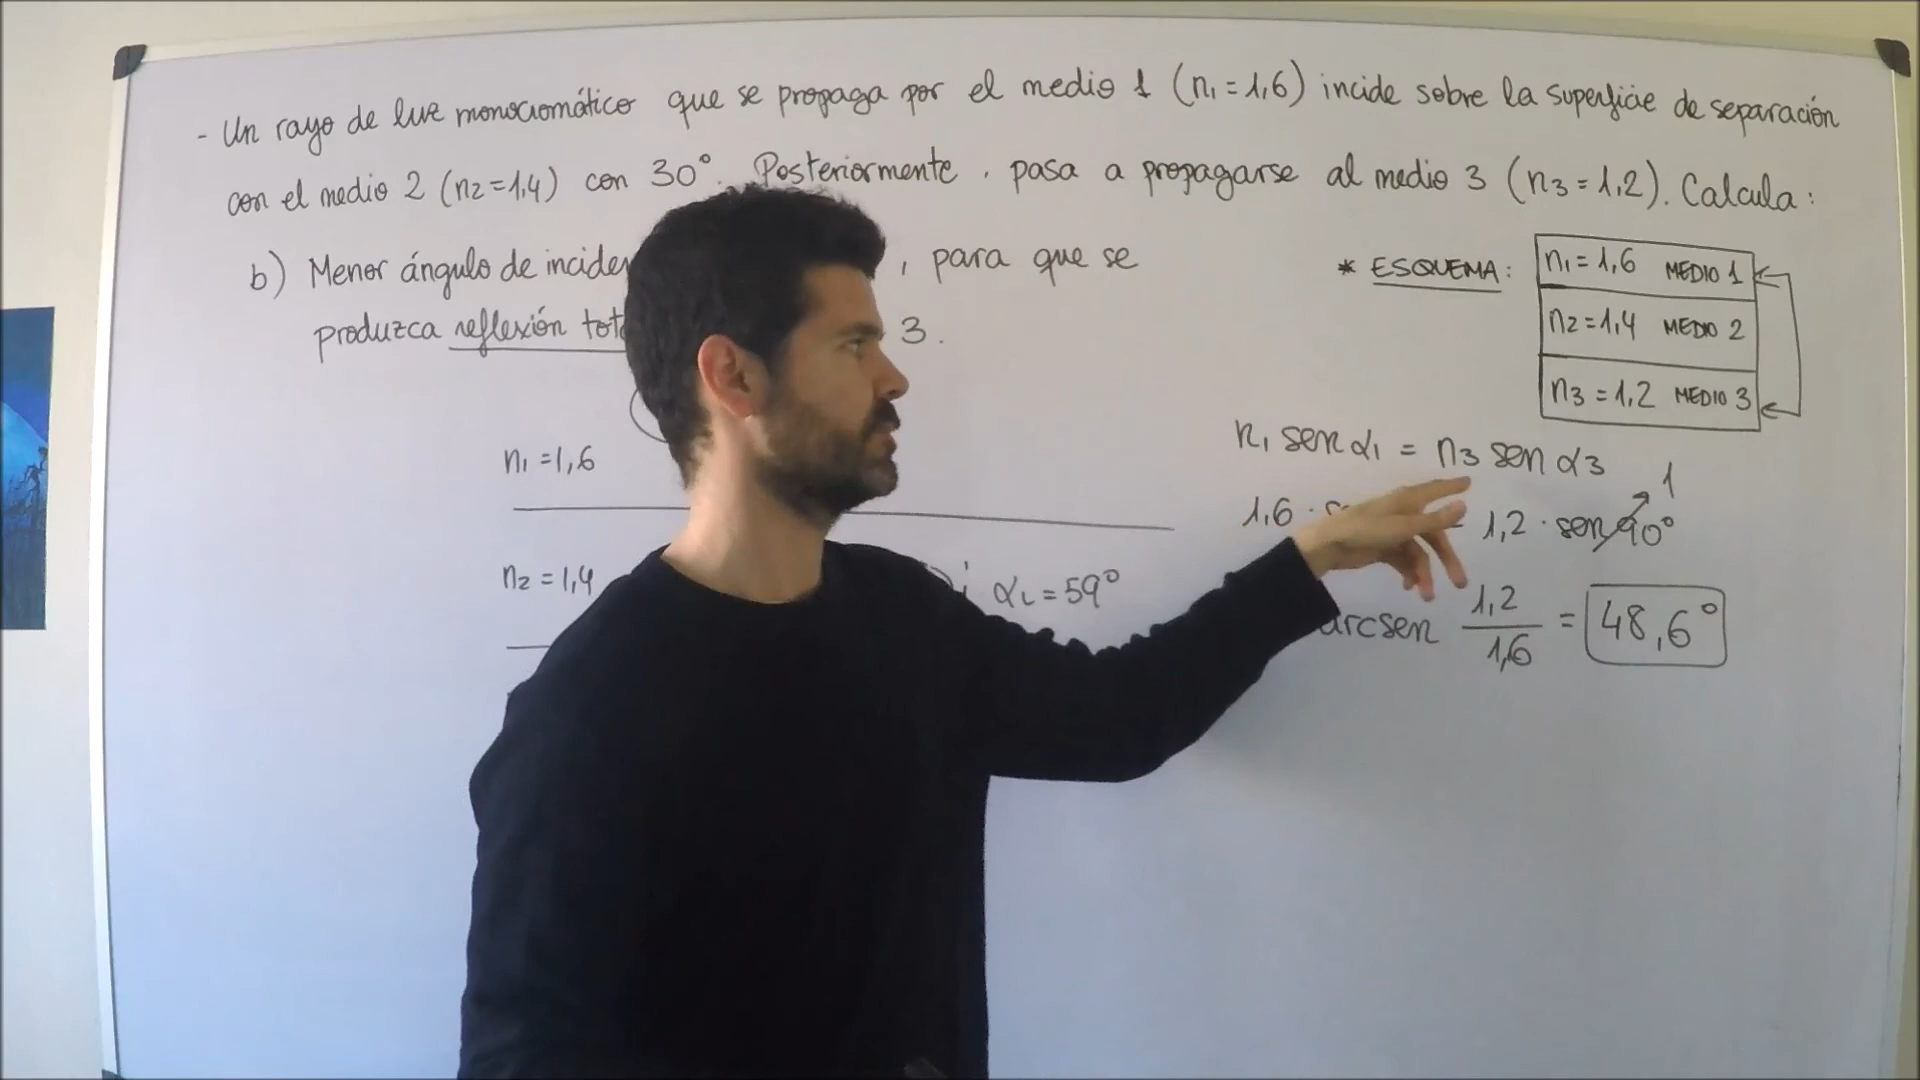 - Un rayo de luz monocromático que se propaga por el medio 1 (n₁ = 1,6) incide sobre la superficie de separación
con el medio 2 (n₂=1,4) con 30°. Posteriormente, pasa a propagarse al medio 3 (n₃=1,2). Calcula:
b) Menor ángulo de , para que se
produzca reflexión 3.
* ESQUEMA:
n₁=1,6 MEDIO 1
n₂=1,4 MEDIO 2
n₃=1,2 MEDIO 3
n₁=1,6
n₂=1,4
α_L=59°
n₁ sen α₁ = n₃ sen α₃
1,6 · 1,2 · sen 90° 1
arcsen 1,2/1,6 = 48,6°